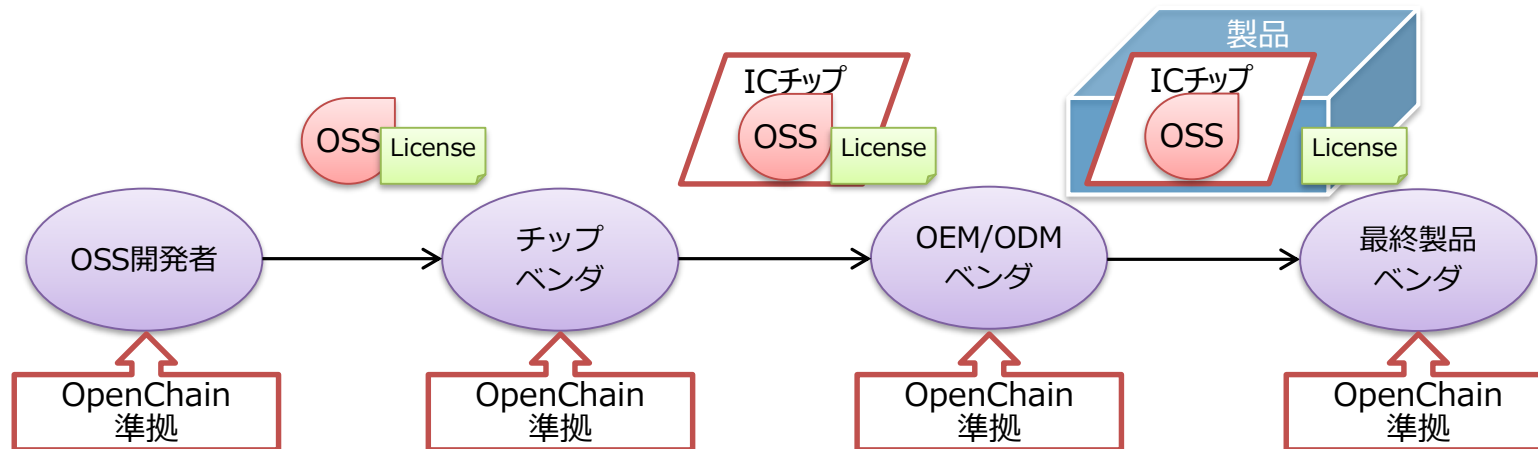 製品
ICチップ
ICチップ
OSS
License
OSS
License
OSS
License
OSS開発者
チップ
ベンダ
OEM/ODM
ベンダ
最終製品
ベンダ
OpenChain
準拠
OpenChain
準拠
OpenChain
準拠
OpenChain
準拠